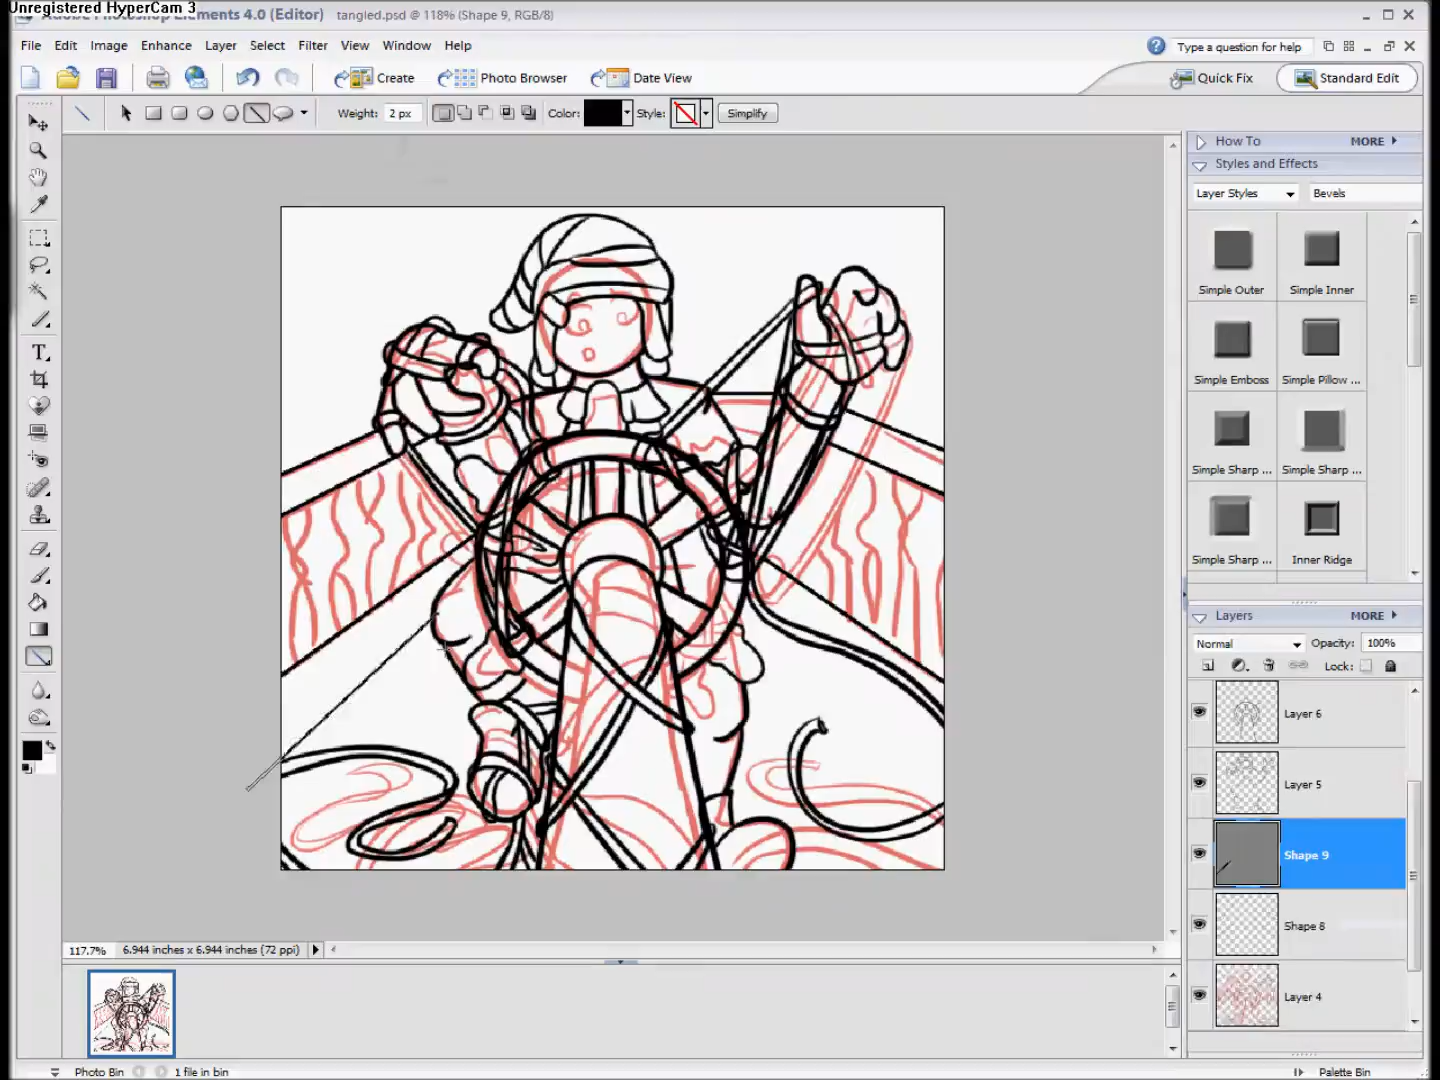 Unregistered HyperCam 3
Adobe Photoshop Elements 4.0 (Editor) tangled.psd @ 118% (Shape 9, RGB/8)
File Edit Image Enhance Layer Select Filter View Window Help
Type a question for help
Create Photo Browser Date View Quick Fix Standard Edit
Weight: 2 px Color: Style: Simplify
How To MORE
Styles and Effects
Layer Styles Bevels
Simple Outer Simple Inner
Simple Emboss Simple Pillow ...
Simple Sharp ... Simple Sharp ...
Simple Sharp ... Inner Ridge
Layers MORE
Normal Opacity: 100%
Lock:
Layer 6
Layer 5
Shape 9
Shape 8
Layer 4
117.7% 6.944 inches x 6.944 inches (72 ppi)
Photo Bin 1 file in bin Palette Bin